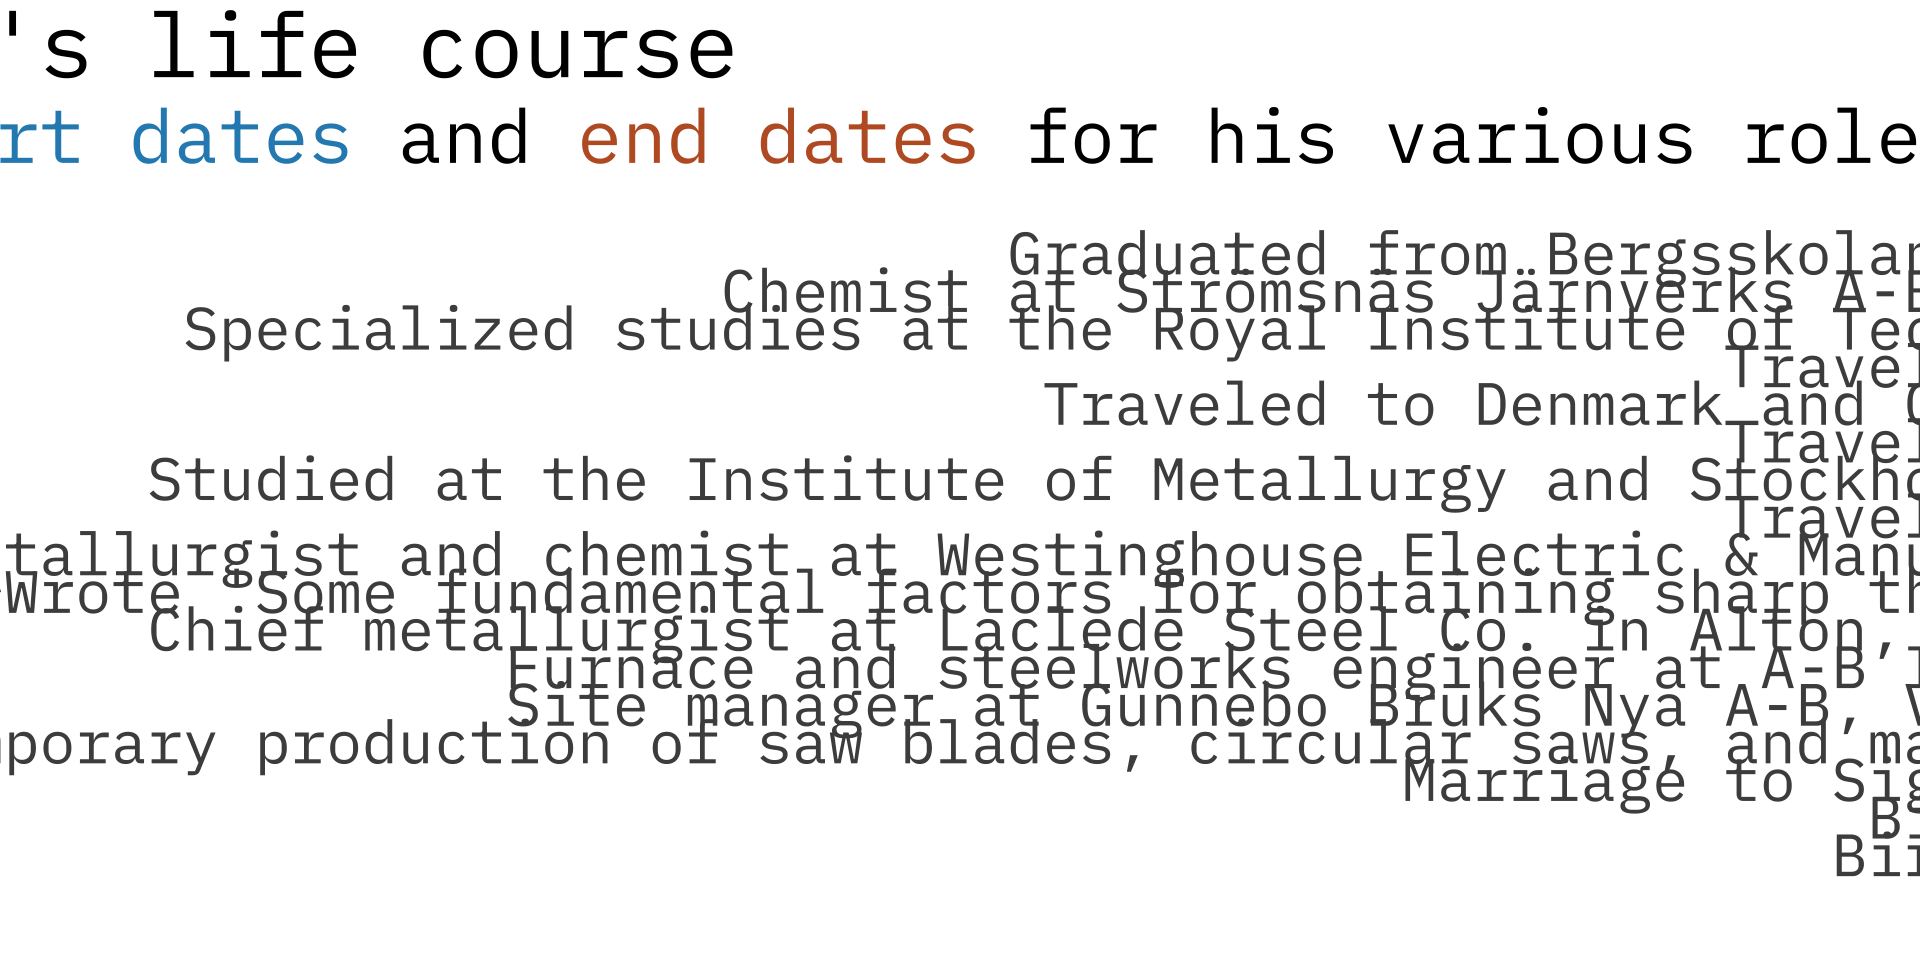 's life course
rt dates and end dates for his various role
Graduated from Bergsskolan
Chemist at Strömsnäs Järnverks A-B
Specialized studies at the Royal Institute of Tec
Travel
Traveled to Denmark and
Travel
Studied at the Institute of Metallurgy and Stockho
Travel
tallurgist and chemist at Westinghouse Electric & Manu
Wrote "Some fundamental factors for obtaining sharp th
Chief metallurgist at Laclede Steel Co. in Alton,
Furnace and steelworks engineer at A-B
Site manager at Gunnebo Bruks Nya A-B, V
mporary production of saw blades, circular saws, and ma
Marriage to Sig
B
Bir